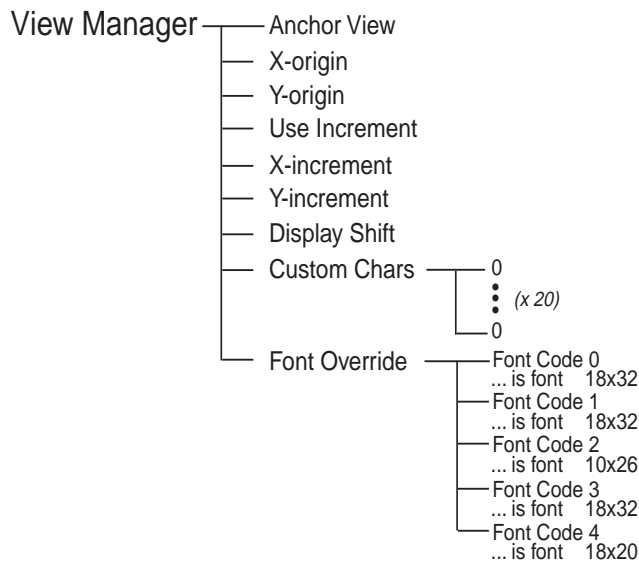 View Manager
Anchor View
X-origin
Y-origin
Use Increment
X-increment
Y-increment
Display Shift
Custom Chars
0
(x 20)
0
Font Override
Font Code 0
... is font 18x32
Font Code 1
... is font 18x32
Font Code 2
... is font 10x26
Font Code 3
... is font 18x32
Font Code 4
... is font 18x20